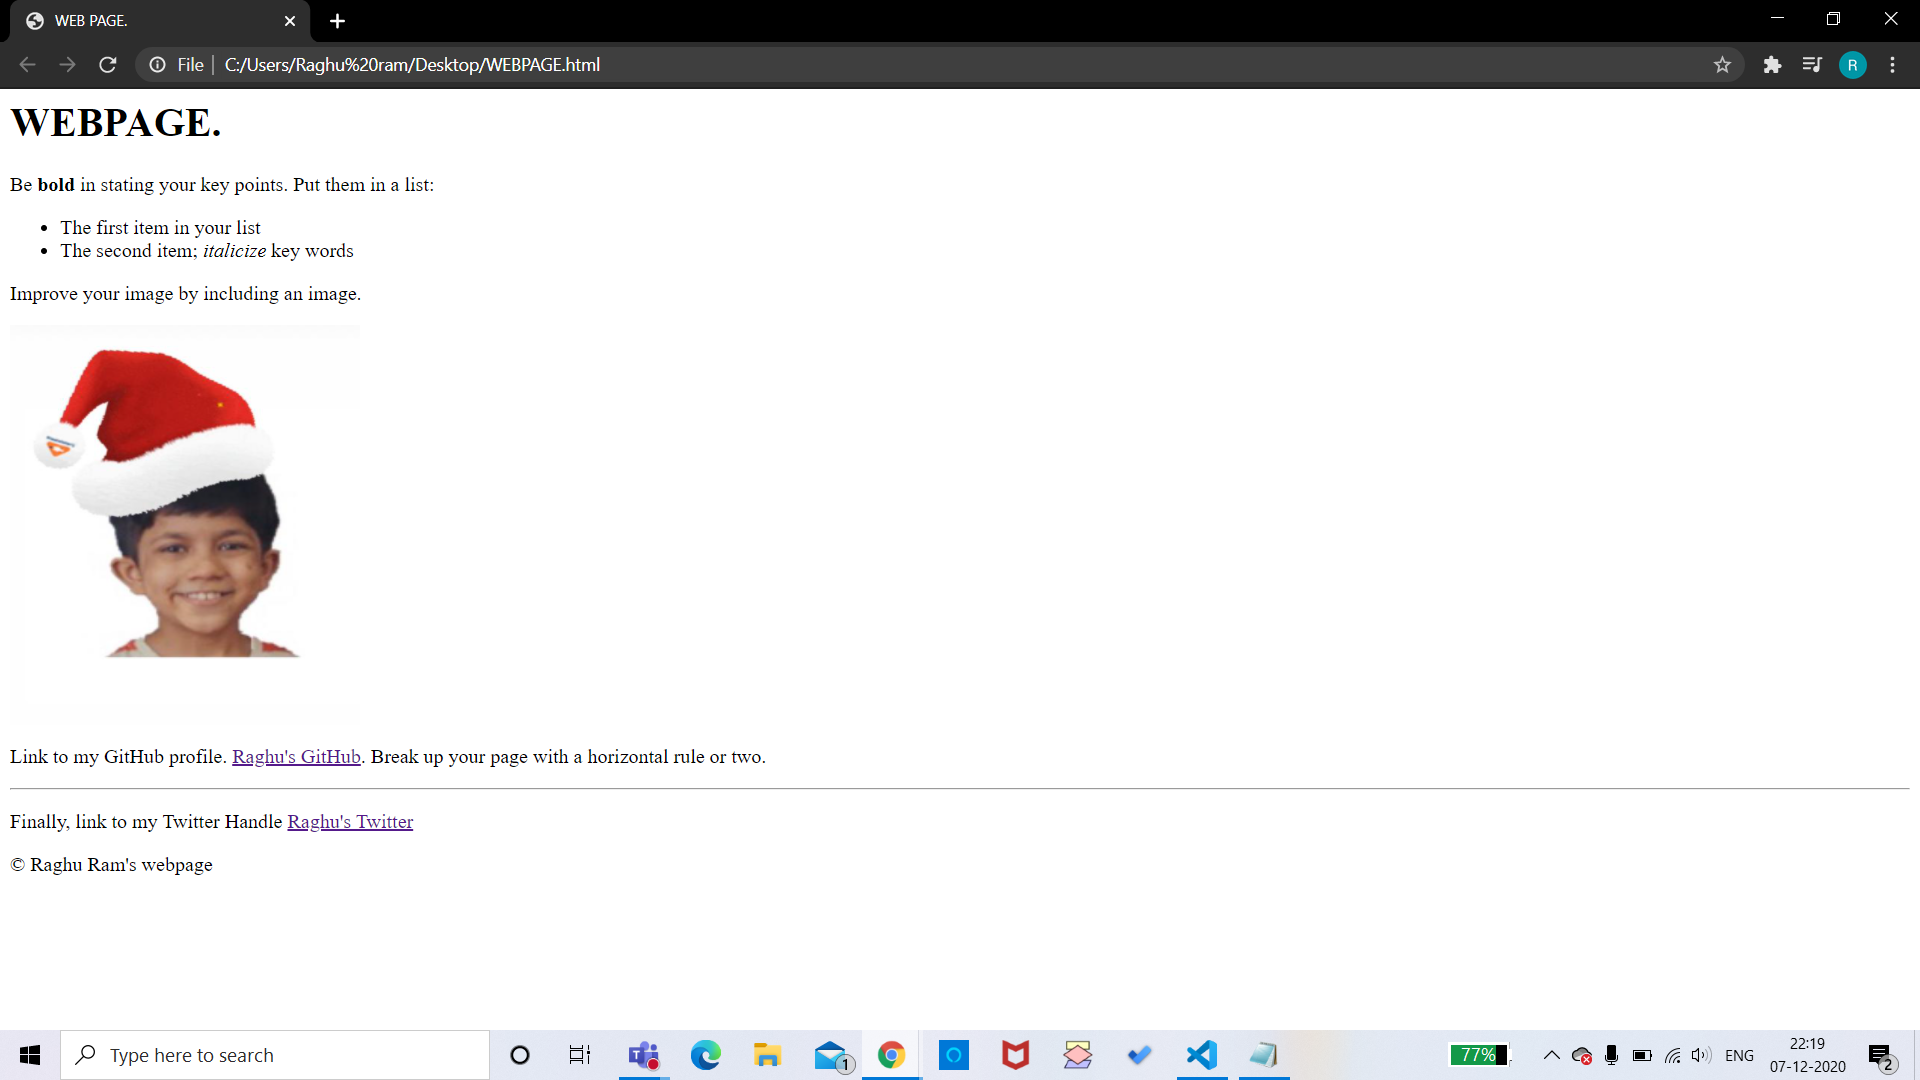 WEB PAGE.
File
C:/Users/Raghu%20ram/Desktop/WEBPAGE.html
R
WEBPAGE.
Be bold in stating your key points. Put them in a list:
• The first item in your list
• The second item; italicize key words
Improve your image by including an image.
Link to my GitHub profile. Raghu's GitHub. Break up your page with a horizontal rule or two.
Finally, link to my Twitter Handle Raghu's Twitter
© Raghu Ram's webpage
Type here to search
T
1
77%
ENG
22:19
07-12-2020
2